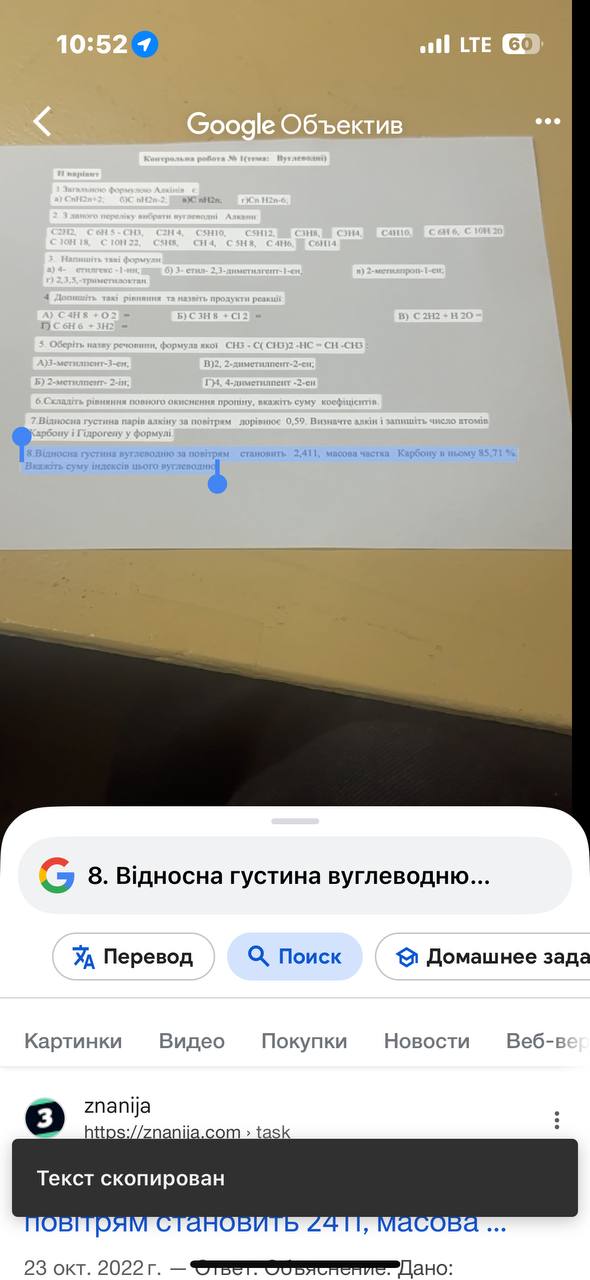 10:52
LTE 60
Google Объектив
Контрольна робота № 1(тема: Вуглеводні)
ІІ варіант
1 Загальною формулою Алкінів є:
а) CnH2n+2; б)C nH2n-2; в)C nH2n, г)Cn H2n-6,
2. З даного переліку вибрати вуглеводні Алкани
C2H2, C 6H 5 - CH3, C2H 4, C5H10, C5H12, C3H8, C3H4, C4H10, C 6H 6, C 10H 20
C 10H 18, C 10H 22, C5H8, CH 4, C 5H 8, C 4H6, C6H14
3. Напишіть такі формули
а) 4- етилгекс -1-ин; б) 3- етил- 2,3-диметилгепт-1-ен, в) 2-метилпроп-1-ен;
г) 2,3,5,-триметилоктан.
4 Допишіть такі рівняння та назвіть продукти реакції
А) C 4H 8 + O 2 = Б) C 3H 8 + Cl 2 = В) C 2H2 + H 2O =
Г) C 6H 6 + 3H2 =
5. Оберіть назву речовини, формула якої CH3 - C( CH3)2 -HC = CH -CH3 :
А)3-метилпент-3-ен, В)2, 2-диметилпент-2-ен;
Б) 2-метилпент- 2-ін; Г)4, 4-диметилпент -2-ен
6.Складіть рівняння повного окиснення пропіну, вкажіть суму коефіцієнтів.
7.Відносна густина парів алкіну за повітрям дорівнює 0,59. Визначте алкін і запишіть число атомів
Карбону і Гідрогену у формулі.
8.Відносна густина вуглеводню за повітрям становить 2,411, масова частка Карбону в ньому 85,71 %.
Вкажіть суму індексів цього вуглеводню
8. Відносна густина вуглеводню...
Перевод Поиск Домашнее зада
Картинки Видео Покупки Новости Веб-вер
znanija
https://znanija.com › task
Текст скопирован
повітрям становить 2411, масова ...
23 окт. 2022 г. — Ответ: Объяснение: Дано: